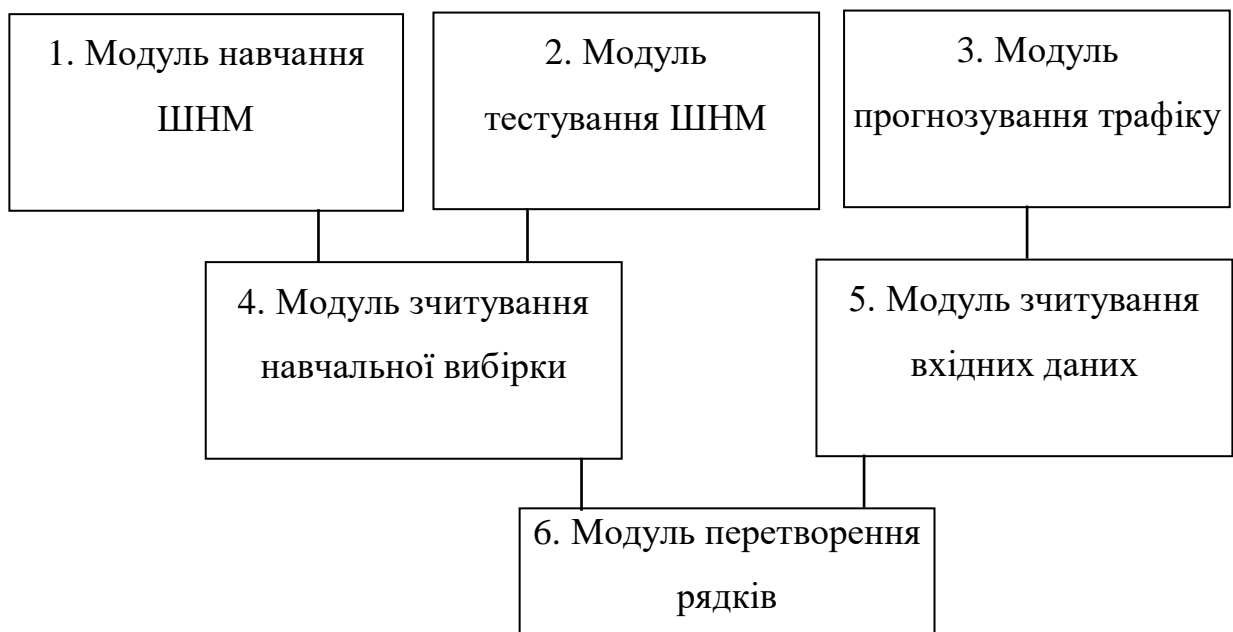 1. Модуль навчання
ШНМ
2. Модуль
тестування ШНМ
3. Модуль
прогнозування трафіку
4. Модуль зчитування
навчальної вибірки
5. Модуль зчитування
вхідних даних
6. Модуль перетворення
рядків